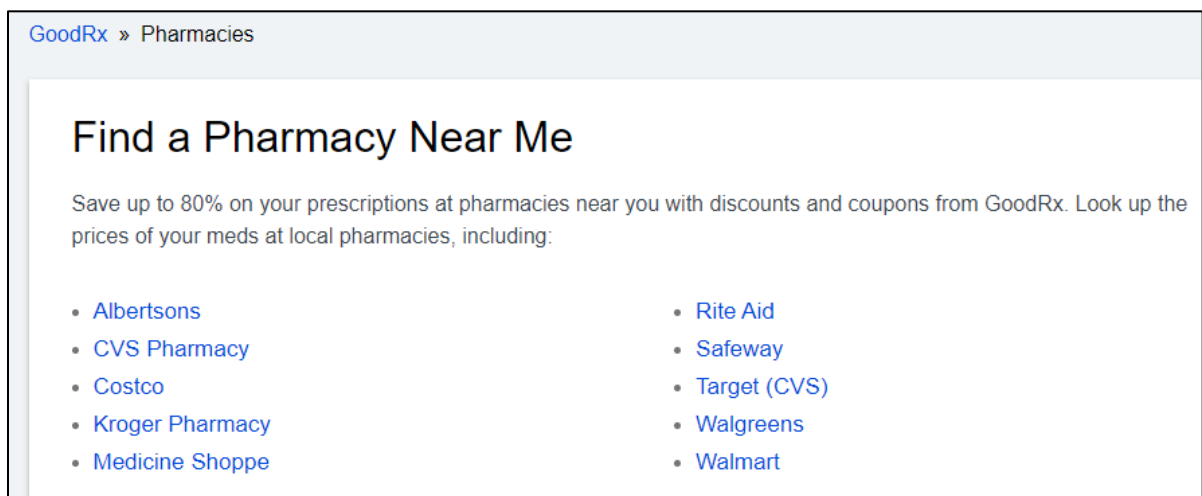 GoodRx » Pharmacies
Find a Pharmacy Near Me
Save up to 80% on your prescriptions at pharmacies near you with discounts and coupons from GoodRx. Look up the
prices of your meds at local pharmacies, including:
• Albertsons
• CVS Pharmacy
• Costco
• Kroger Pharmacy
• Medicine Shoppe
• Rite Aid
• Safeway
• Target (CVS)
• Walgreens
• Walmart